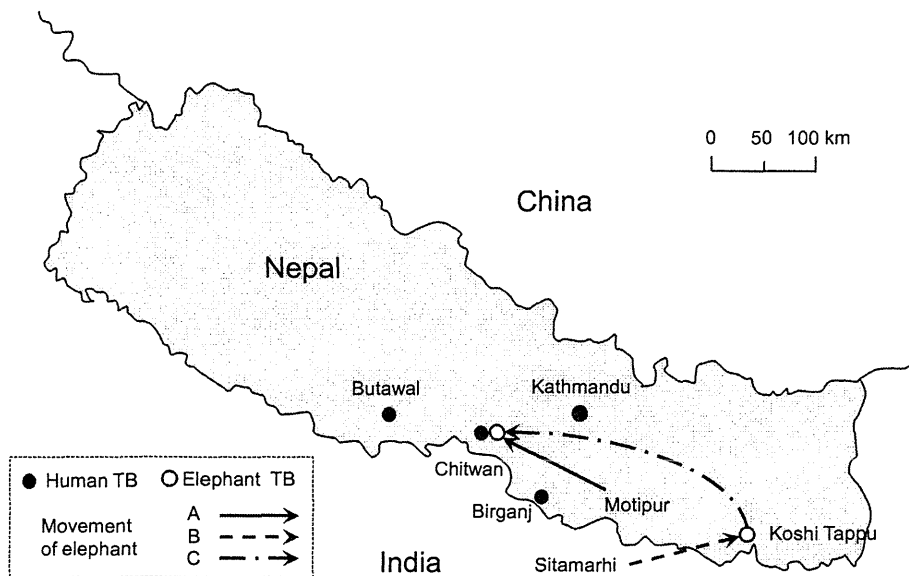 0 50 100 km
China
Nepal
Butawal
Kathmandu
Chitwan
Birganj
Motipur
Koshi Tappu
Sitamarhi
India
Human TB Elephant TB
Movement
of elephant
A
B
C